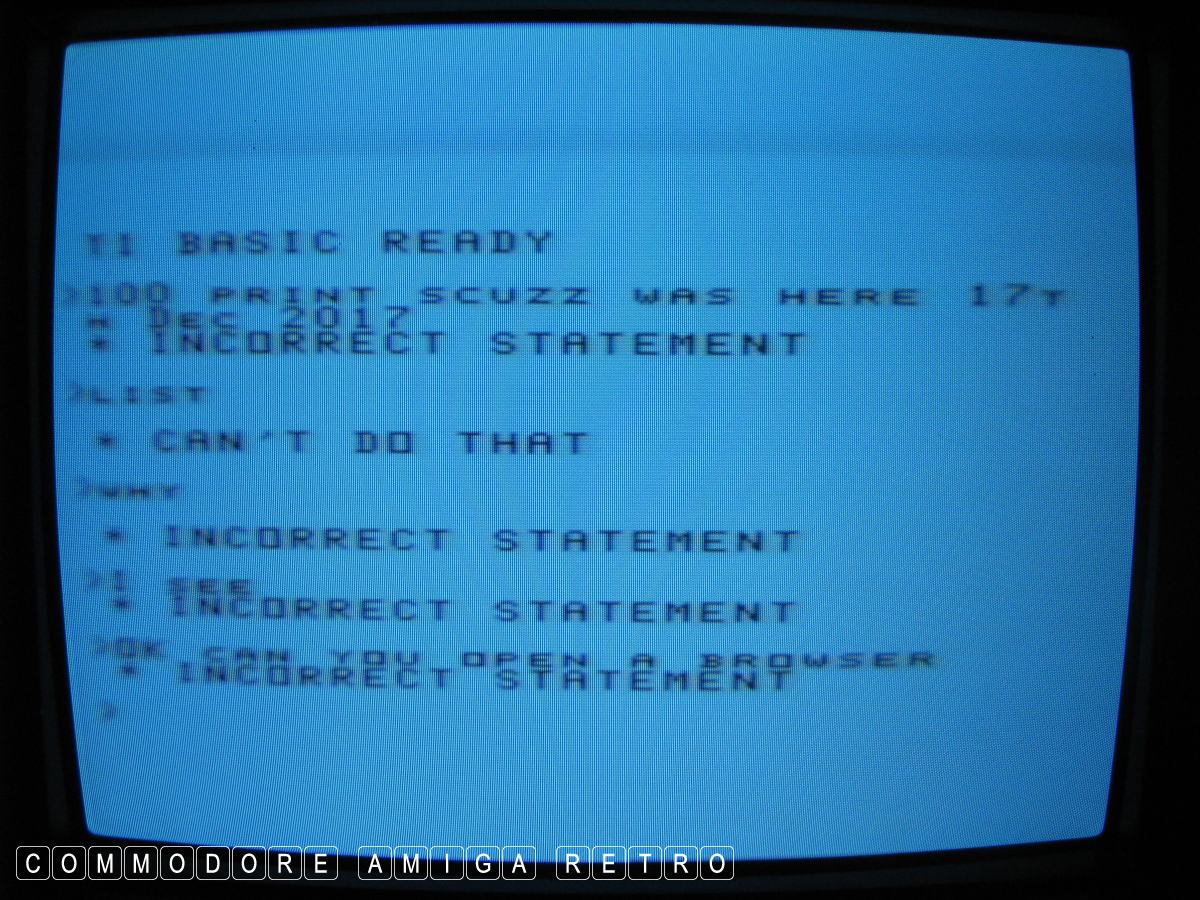 TI BASIC READY
>100 PRINT SCUZZ WAS HERE 17T
H DEC 2017
* INCORRECT STATEMENT
>LIST
* CAN'T DO THAT
>WHY
* INCORRECT STATEMENT
>I SEE
* INCORRECT STATEMENT
>OK CAN YOU OPEN A BROWSER
* INCORRECT STATEMENT
>
COMMODORE AMIGA RETRO